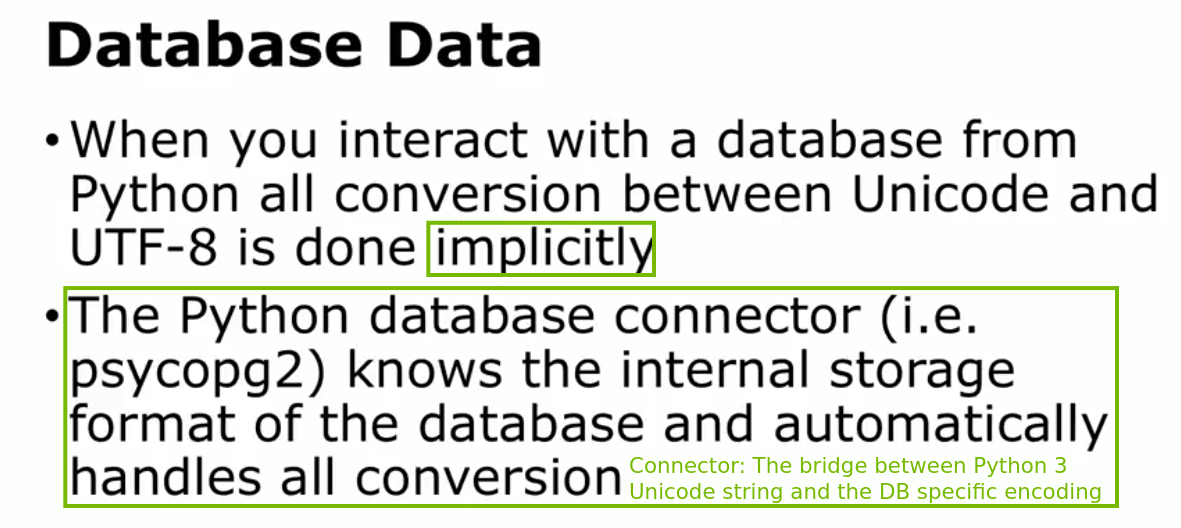 Database Data
• When you interact with a database from
Python all conversion between Unicode and
UTF-8 is done implicitly
• The Python database connector (i.e.
psycopg2) knows the internal storage
format of the database and automatically
handles all conversion
Connector: The bridge between Python 3
Unicode string and the DB specific encoding